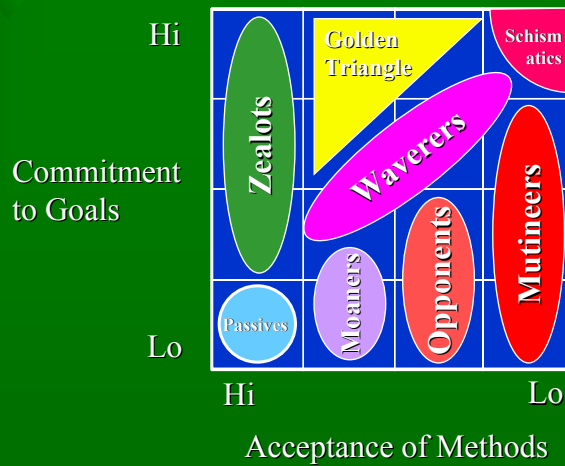 Hi
Golden
Triangle
Schism
atics
Zealots
Waverers
Commitment
to Goals
Mutineers
Opponents
Moaners
Passives
Lo
Hi
Lo
Acceptance of Methods